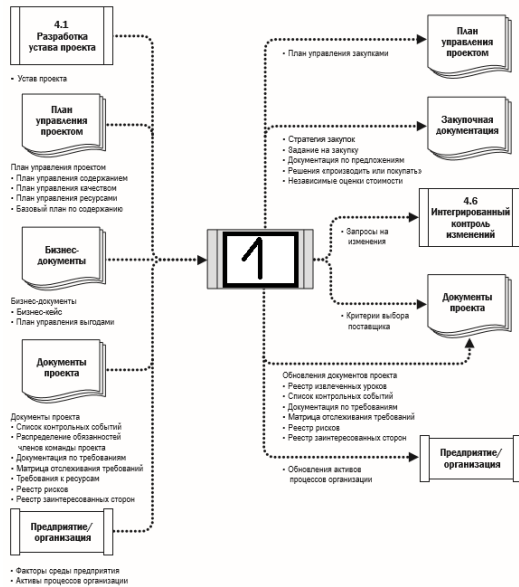 4.1
Разработка
устава проекта
• Устав проекта
План
управления
проектом
План управления проектом
• План управления содержанием
• План управления качеством
• План управления ресурсами
• Базовый план по содержанию
Бизнес-
документы
Бизнес-документы
• Бизнес-кейс
• План управления выгодами
Документы
проекта
Документы проекта
• Список контрольных событий
• Распределение обязанностей
членов команды проекта
• Документация по требованиям
• Матрица отслеживания требований
• Требования к ресурсам
• Реестр рисков
• Реестр заинтересованных сторон
Предприятие/
организация
• Факторы среды предприятия
• Активы процессов организации
1
• План управления закупками
План
управления
проектом
• Стратегия закупок
• Задание на закупку
• Документация по предложениям
• Решения «производить или покупать»
• Независимые оценки стоимости
Закупочная
документация
• Запросы на
изменения
4.6
Интегрированный
контроль
изменений
• Критерии выбора
поставщика
Документы
проекта
Обновления документов проекта
• Реестр извлеченных уроков
• Список контрольных событий
• Документация по требованиям
• Матрица отслеживания требований
• Реестр рисков
• Реестр заинтересованных сторон
• Обновления активов
процессов организации
Предприятие/
организация